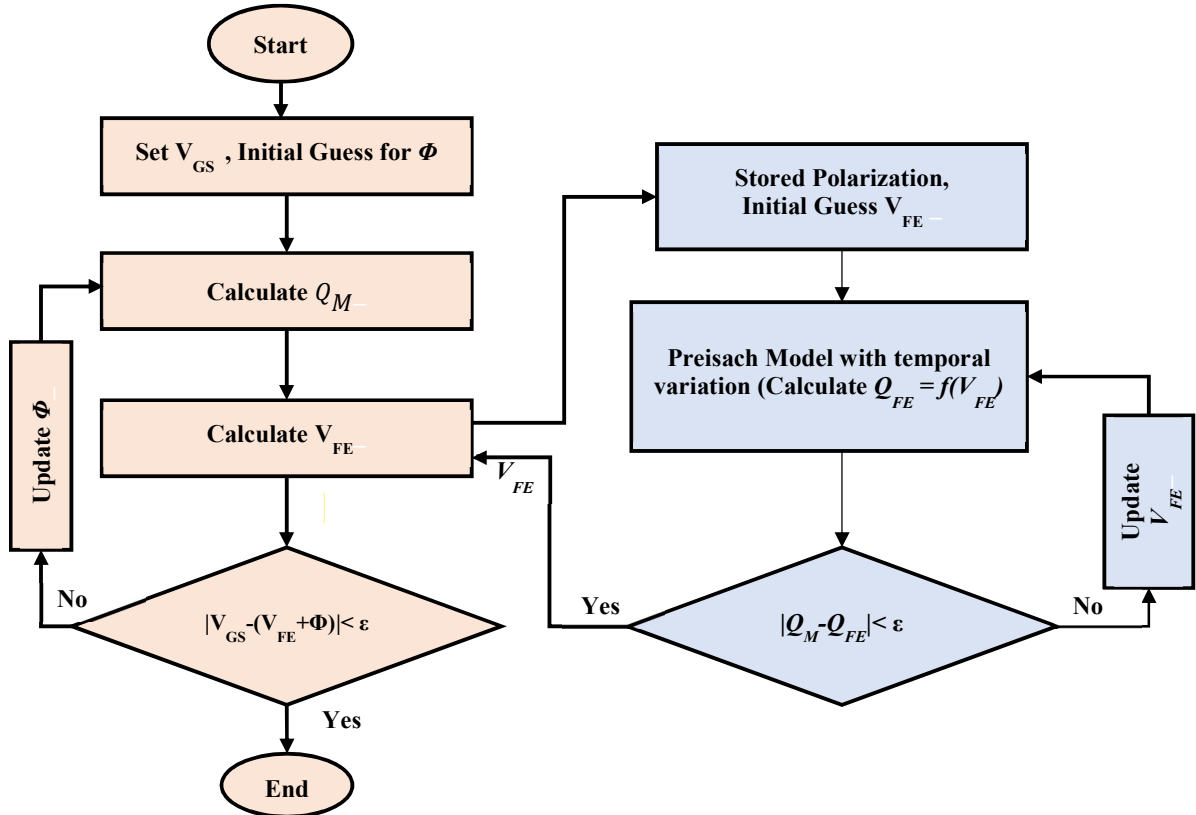 Start
Set V_GS , Initial Guess for Φ
Calculate Q_M
Calculate V_FE
Update Φ
|V_GS-(V_FE+Φ)|< ε
No
Yes
End
Stored Polarization,
Initial Guess V_FE
Preisach Model with temporal
variation (Calculate Q_FE = f(V_FE)
Update
V_FE
|Q_M-Q_FE|< ε
Yes
No
V_FE